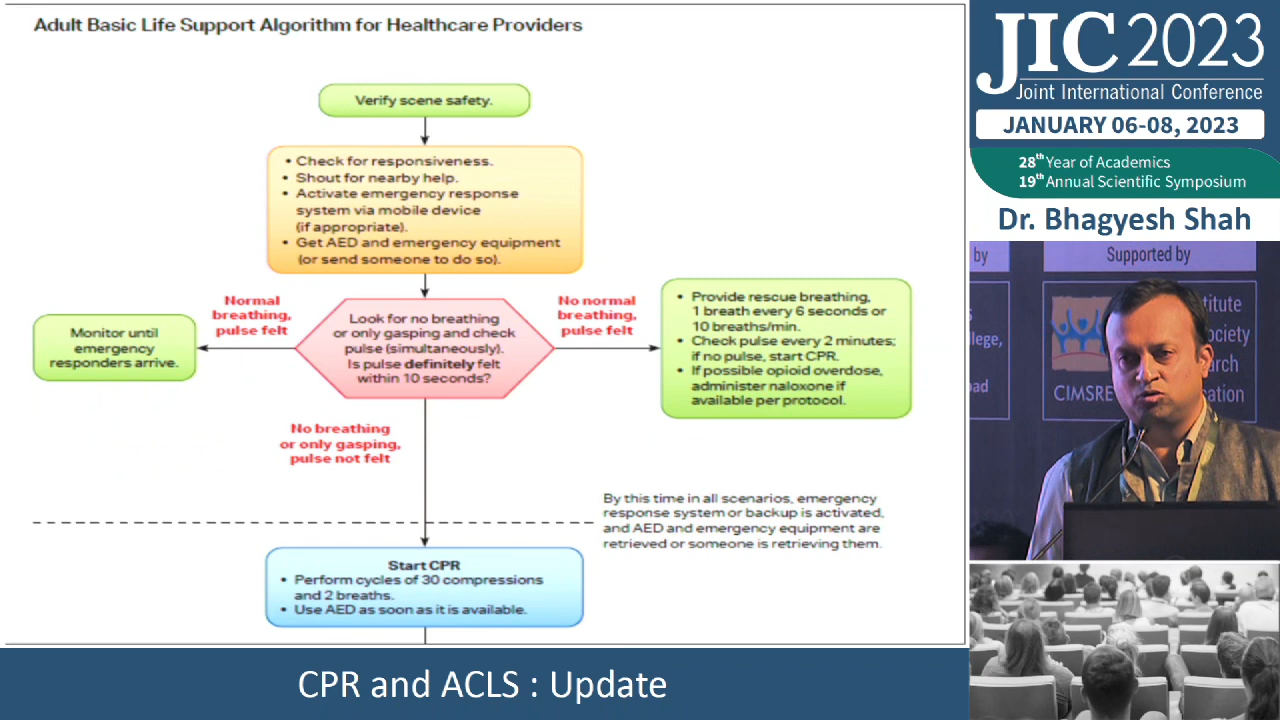 Adult Basic Life Support Algorithm for Healthcare Providers
Verify scene safety.
• Check for responsiveness.
• Shout for nearby help.
• Activate emergency response
system via mobile device
(if appropriate).
• Get AED and emergency equipment
(or send someone to do so).
Normal
breathing,
pulse felt
Monitor until
emergency
responders arrive.
Look for no breathing
or only gasping and check
pulse (simultaneously).
Is pulse definitely felt
within 10 seconds?
No normal
breathing,
pulse felt
• Provide rescue breathing,
1 breath every 6 seconds or
10 breaths/min.
• Check pulse every 2 minutes;
if no pulse, start CPR.
• If possible opioid overdose,
administer naloxone if
available per protocol.
No breathing
or only gasping,
pulse not felt
By this time in all scenarios, emergency
response system or backup is activated,
and AED and emergency equipment are
retrieved or someone is retrieving them.
Start CPR
• Perform cycles of 30 compressions
and 2 breaths.
• Use AED as soon as it is available.
CPR and ACLS : Update
JIC 2023
Joint International Conference
JANUARY 06-08, 2023
28th Year of Academics
19th Annual Scientific Symposium
Dr. Bhagyesh Shah
by
Supported by
CIMSRE